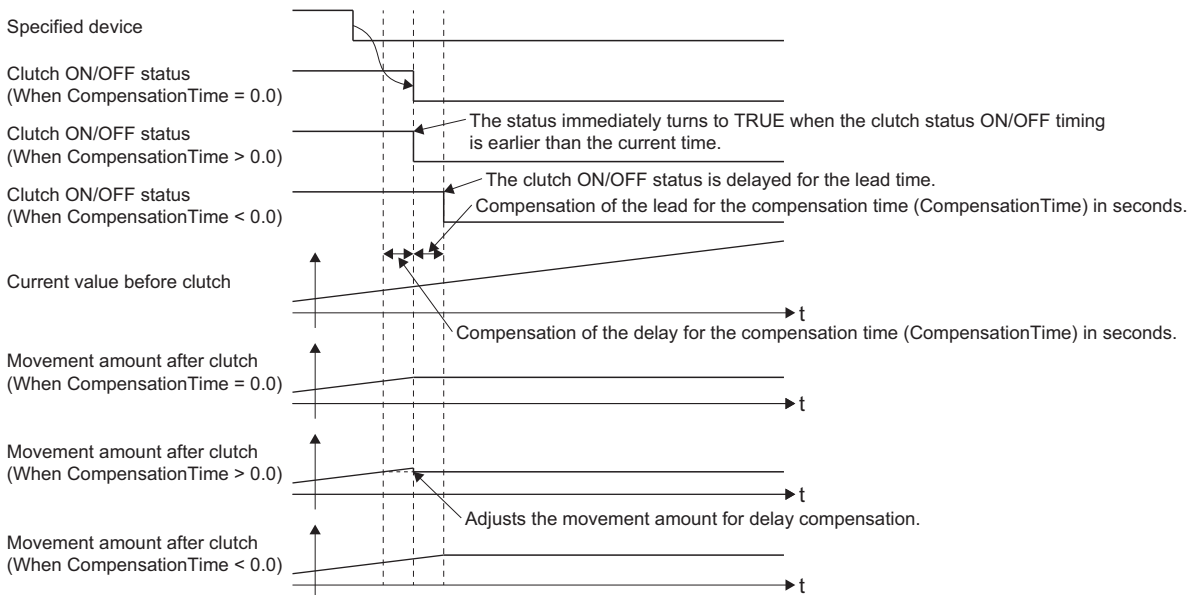 Specified device
Clutch ON/OFF status
(When CompensationTime = 0.0)
Clutch ON/OFF status
(When CompensationTime > 0.0)
The status immediately turns to TRUE when the clutch status ON/OFF timing
is earlier than the current time.
Clutch ON/OFF status
(When CompensationTime < 0.0)
The clutch ON/OFF status is delayed for the lead time.
Compensation of the lead for the compensation time (CompensationTime) in seconds.
Current value before clutch
t
Compensation of the delay for the compensation time (CompensationTime) in seconds.
Movement amount after clutch
(When CompensationTime = 0.0)
t
Movement amount after clutch
(When CompensationTime > 0.0)
t
Adjusts the movement amount for delay compensation.
Movement amount after clutch
(When CompensationTime < 0.0)
t